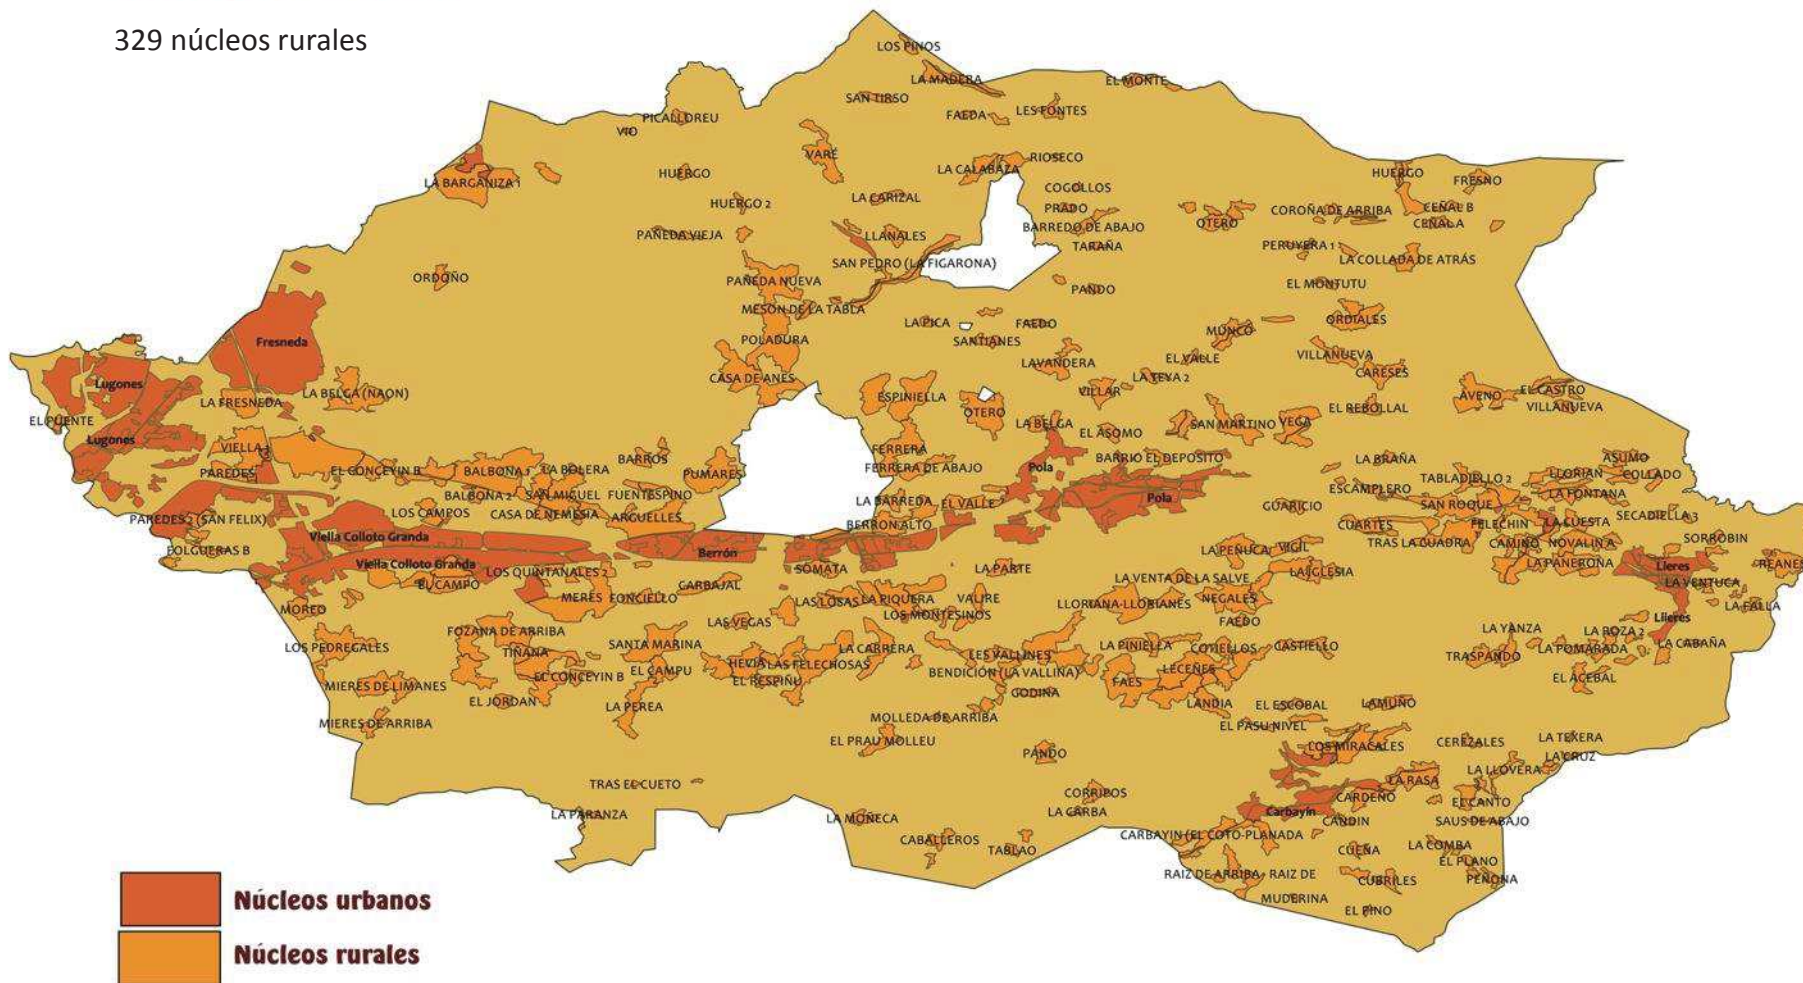 329 núcleos rurales
LOS PINOS
LA MADERA
EL MONTE
SAN TIRSO
FAEDA
LES FONTES
PICALLOREU
VIO
VARÉ
LA CALABAZA
RIOSECO
LA BARGANIZA 1
HUERGO
HUERGO
FRESNO
COGOLLOS
LA CARIZAL
HUERGO 2
PRADO
CORONA DE ARRIBA
CEÑAL B
BARREDO DE ABAJO
OTERO
CEÑAL A
PAÑEDA VIEJA
LLANALES
TARAÑA
PERUYERA 1
SAN PEDRO (LA FIGARONA)
LA COLLADA DE ATRÁS
ORDOÑO
PAÑEDA NUEVA
PANDO
EL MONTUTU
MESON DE LA TABLA
LA PICA
FAEDO
MUNCÓ
ORDIALES
Fresneda
POLADURA
SANTIANES
LAVANDERA
EL VALLE
VILLANUEVA
Lugones
CASA DE ANES
LA TEYA 2
CARESES
LA FRESNEDA
LA BELGA (NAON)
ESPINIELLA
VILLAR
AVENO
EL CASTRO
EL REBOLLAL
VILLANUEVA
OTERO
EL PUENTE
LA BELGA
EL ASOMO
SAN MARTINO
VEGA
Lugones
VIELLA 1
FERRERA
BARROS
BARRIO EL DEPOSITO
LA BRAÑA
ASUMO
PAREDES
EL CONCEYIN B
BALBONA 1
LA BOLERA
PUMARES
FERRERA DE ABAJO
Pola
TABLADIELLO 2
LLORIAN
COLLADO
BALBOÑA 2
SAN MIGUEL
FUENTESPINO
LA BARREDA
EL VALLE
Pola
ESCAMPLERO
LA FONTANA
PAREDES 2 (SAN FELIX)
LOS CAMPOS
CASA DE NEMESIA
ARGUELLES
GUARICIO
SAN ROQUE
SECADIELLA 3
BERRON ALTO
CUARTES
FELECHIN
LA CUESTA
Viella Colloto Granda
SORROBIN
FOLGUERAS B
Berrón
LA PEÑUCA
VIGIL
TRAS LA CUADRA
CAMINO
NOVALIN A
Viella Colloto Granda
LOS QUINTANALES 2
SOMATA
LA PARTE
LA IGLESIA
LA PAÑERONA
Lleres
REANES
EL CAMPO
CARBAJAL
LA VENTA DE LA SALVE
LA VENTUCA
MOREO
MERES
FONCIELLO
LAS LOSAS
LA PIQUERA
VALIRE
LLORIANA-LLORIANES
NEGALES
LA FALLA
LOS MONTESINOS
Llieres
LAS VEGAS
FAEDO
FOZANA DE ARRIBA
LA YANZA
LA ROZA 2
LOS PEDREGALES
TIÑANA
SANTA MARINA
LA CARRERA
LA PINIELLA
COTIELLOS
CASTIELLO
LA POMARADA
LA CABAÑA
HEVIA
LAS FELECHOSAS
LES VALLINES
TRASPANDO
EL CONCEYIN B
EL CAMPU
EL RESPIÑU
BENDICIÓN (LA VALLINA)
FAES
LECEÑES
EL ACEBAL
MIERES DE LIMANES
GODINA
EL JORDAN
LA PEREA
LANDIA
EL ESCOBAL
LAMUÑO
MIERES DE ARRIBA
MOLLEDA DE ARRIBA
EL PASU NIVEL
EL PRAU MOLLEU
PANDO
LOS MIRACALES
CEREZALES
LA TEXERA
LA CRUZ
LA LLOVERA
TRAS EL CUETO
LA RASA
CORRIPOS
CARDEÑO
EL CANTO
LA PARANZA
LA MOÑECA
LA GARBA
Carbayín
CANDIN
SAUS DE ABAJO
CABALLEROS
TABLAO
CARBAYIN (EL COTO-PLANADA
CUEÑA
LA COMBA
EL PLANO
RAIZ DE ARRIBA - RAIZ DE
CUBRILES
PEÑONA
MUDERINA
EL PINO
Núcleos urbanos
Núcleos rurales